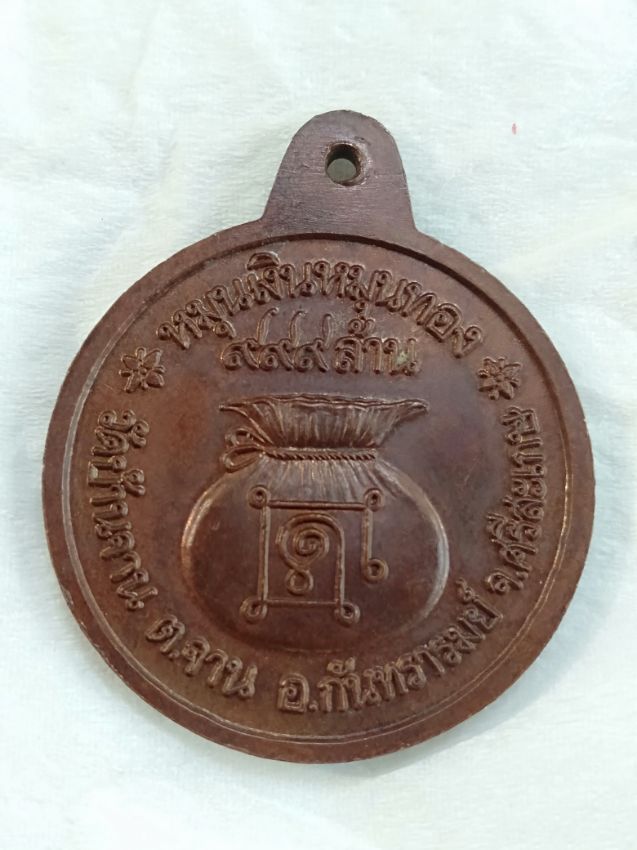 หมุนเงินหมุนทอง
๙๙๙ล้าน
วัดบ้านจาน ต.จาน อ.กันทรารมย์ จ.ศรีสะเกษ